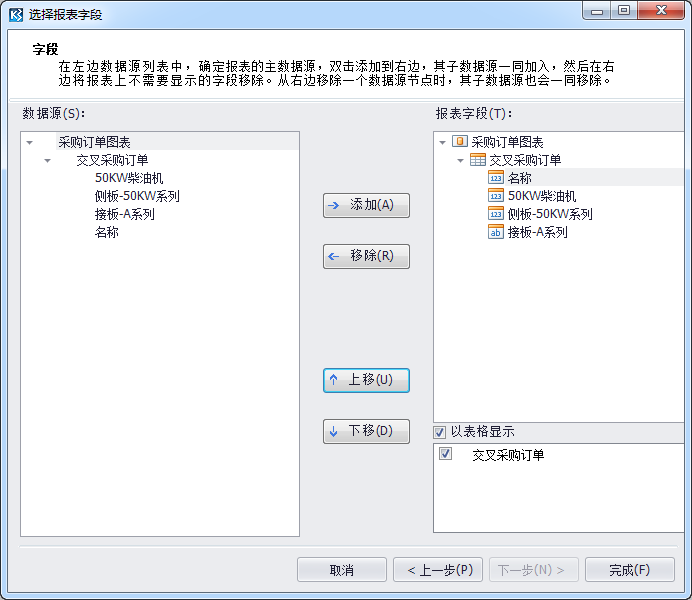 选择报表字段
字段
在左边数据源列表中，确定报表的主数据源，双击添加到右边，其子数据源一同加入，然后在右
边将报表上不需要显示的字段移除。从右边移除一个数据源节点时，其子数据源也会一同移除。
数据源(S)：
报表字段(T)：
采购订单图表
交叉采购订单
50KW柴油机
侧板-50KW系列
接板-A系列
名称
添加(A)
移除(R)
上移(U)
下移(D)
采购订单图表
交叉采购订单
123 名称
123 50KW柴油机
123 侧板-50KW系列
ab 接板-A系列
以表格显示
交叉采购订单
取消
< 上一步(P)
下一步(N) >
完成(F)